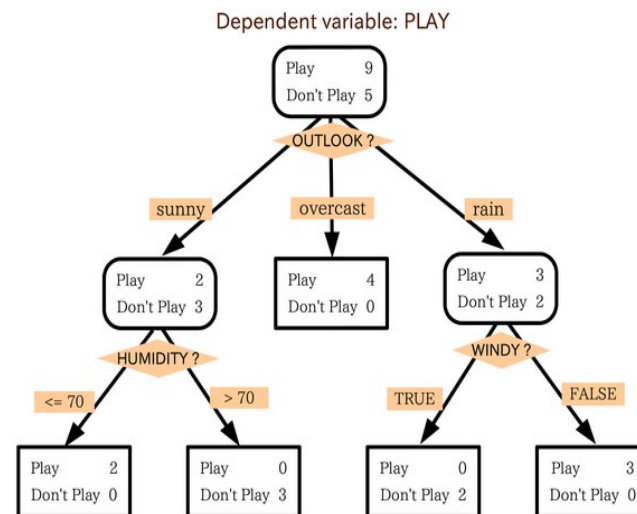 Dependent variable: PLAY
Play 9
Don't Play 5
OUTLOOK ?
sunny
overcast
rain
Play 2
Don't Play 3
Play 4
Don't Play 0
Play 3
Don't Play 2
HUMIDITY ?
WINDY ?
<= 70
> 70
TRUE
FALSE
Play 2
Don't Play 0
Play 0
Don't Play 3
Play 0
Don't Play 2
Play 3
Don't Play 0